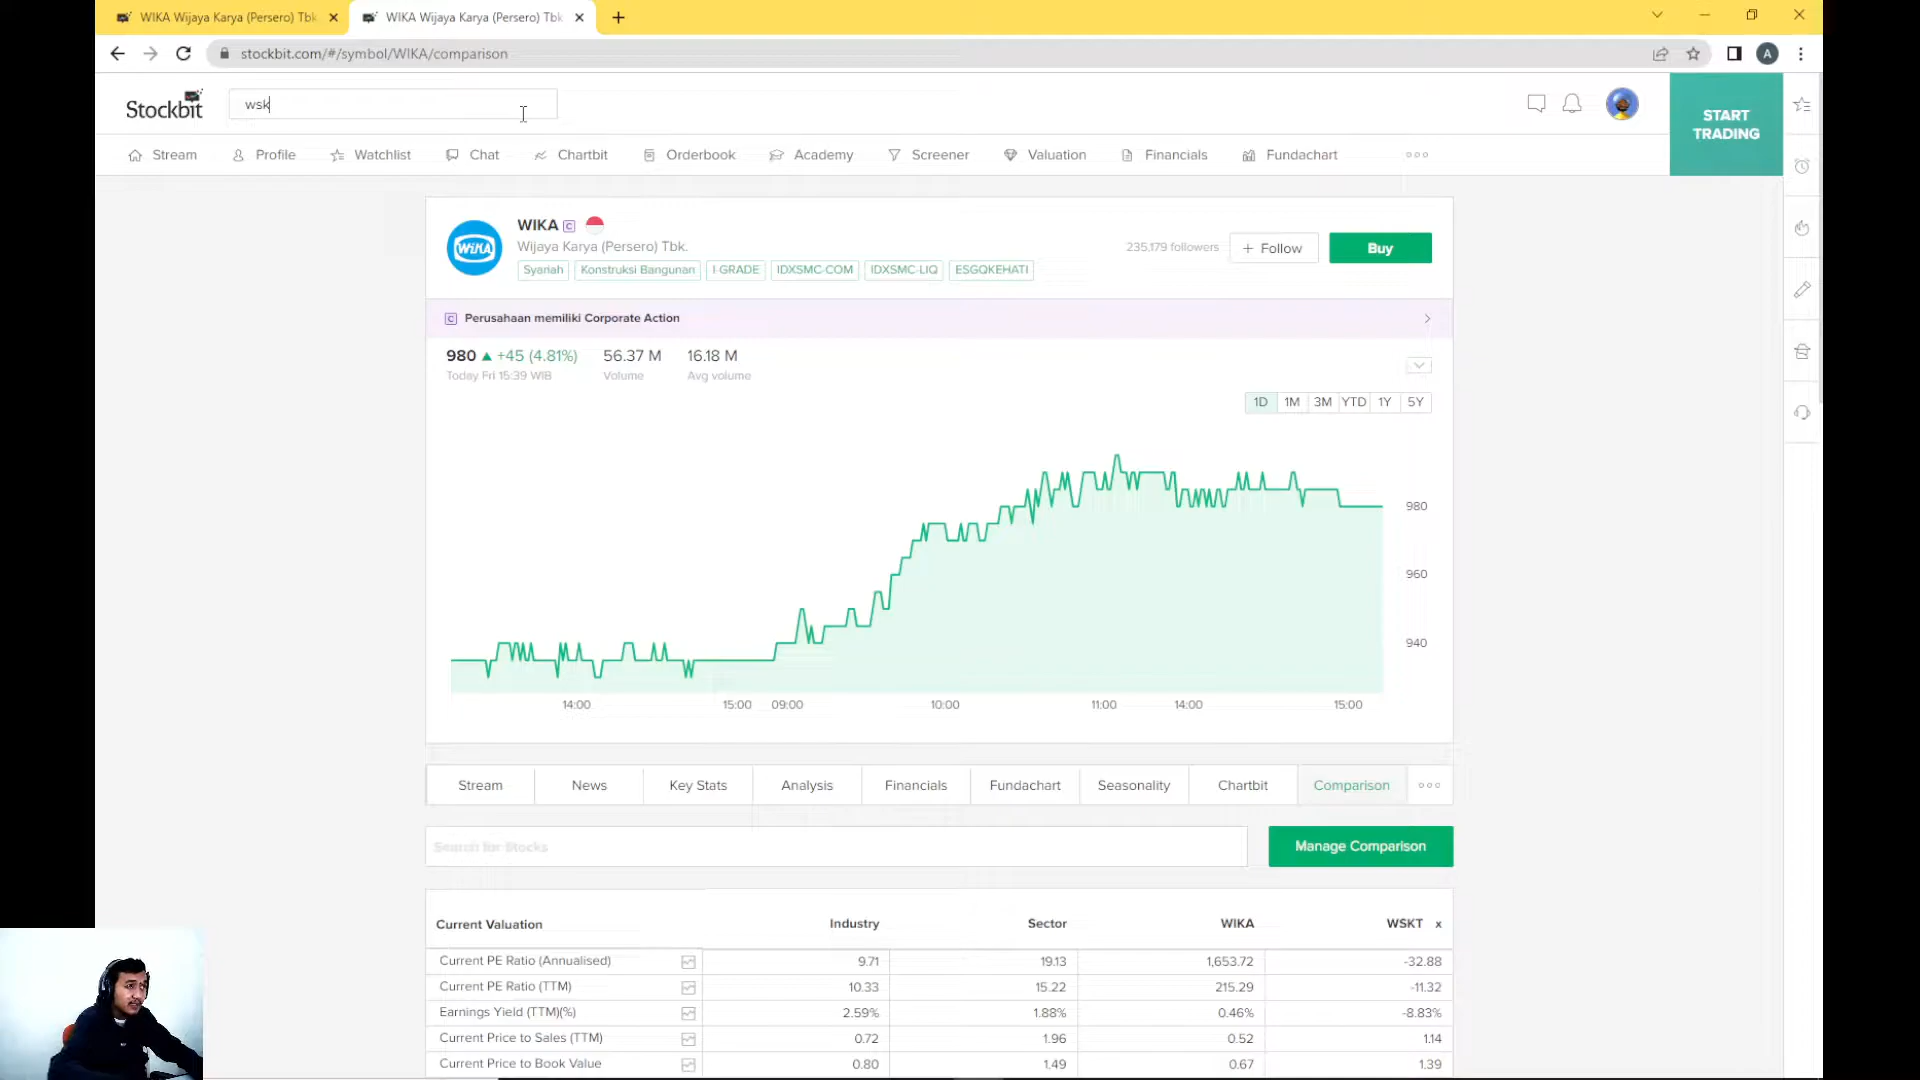 WIKA Wijaya Karya (Persero) Tbk
WIKA Wijaya Karya (Persero) Tbk
stockbit.com/#/symbol/WIKA/comparison
A
Stockbit
wsk
START
TRADING
Stream
Profile
Watchlist
Chat
Chartbit
Orderbook
Academy
Screener
Valuation
Financials
Fundachart
WIKA
WIKA C
Wijaya Karya (Persero) Tbk.
Syariah
Konstruksi Bangunan
I-GRADE
IDXSMC-COM
IDXSMC-LIQ
ESGQKEHATI
235,179 followers
+ Follow
Buy
C Perusahaan memiliki Corporate Action
980 ▲ +45 (4.81%)
56.37 M
16.18 M
Today Fri 15:39 WIB
Volume
Avg volume
1D 1M 3M YTD 1Y 5Y
980
960
940
14:00 15:00 09:00 10:00 11:00 14:00 15:00
Stream
News
Key Stats
Analysis
Financials
Fundachart
Seasonality
Chartbit
Comparison
Search for Stocks
Manage Comparison
Current Valuation Industry Sector WIKA WSKT x
Current PE Ratio (Annualised) 9.71 19.13 1,653.72 -32.88
Current PE Ratio (TTM) 10.33 15.22 215.29 -11.32
Earnings Yield (TTM)(%) 2.59% 1.88% 0.46% -8.83%
Current Price to Sales (TTM) 0.72 1.96 0.52 1.14
Current Price to Book Value 0.80 1.49 0.67 1.39